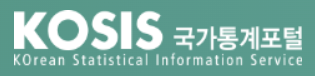 KOSIS 국가통계포털
KOrean Statistical Information Service